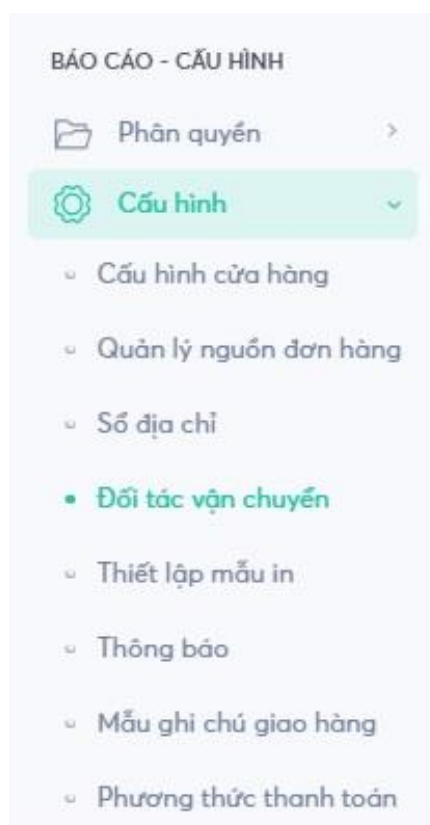 BÁO CÁO - CẤU HÌNH
Phân quyền
Cấu hình
Cấu hình cửa hàng
Quản lý nguồn đơn hàng
Sổ địa chỉ
Đối tác vận chuyển
Thiết lập mẫu in
Thông báo
Mẫu ghi chú giao hàng
Phương thức thanh toán